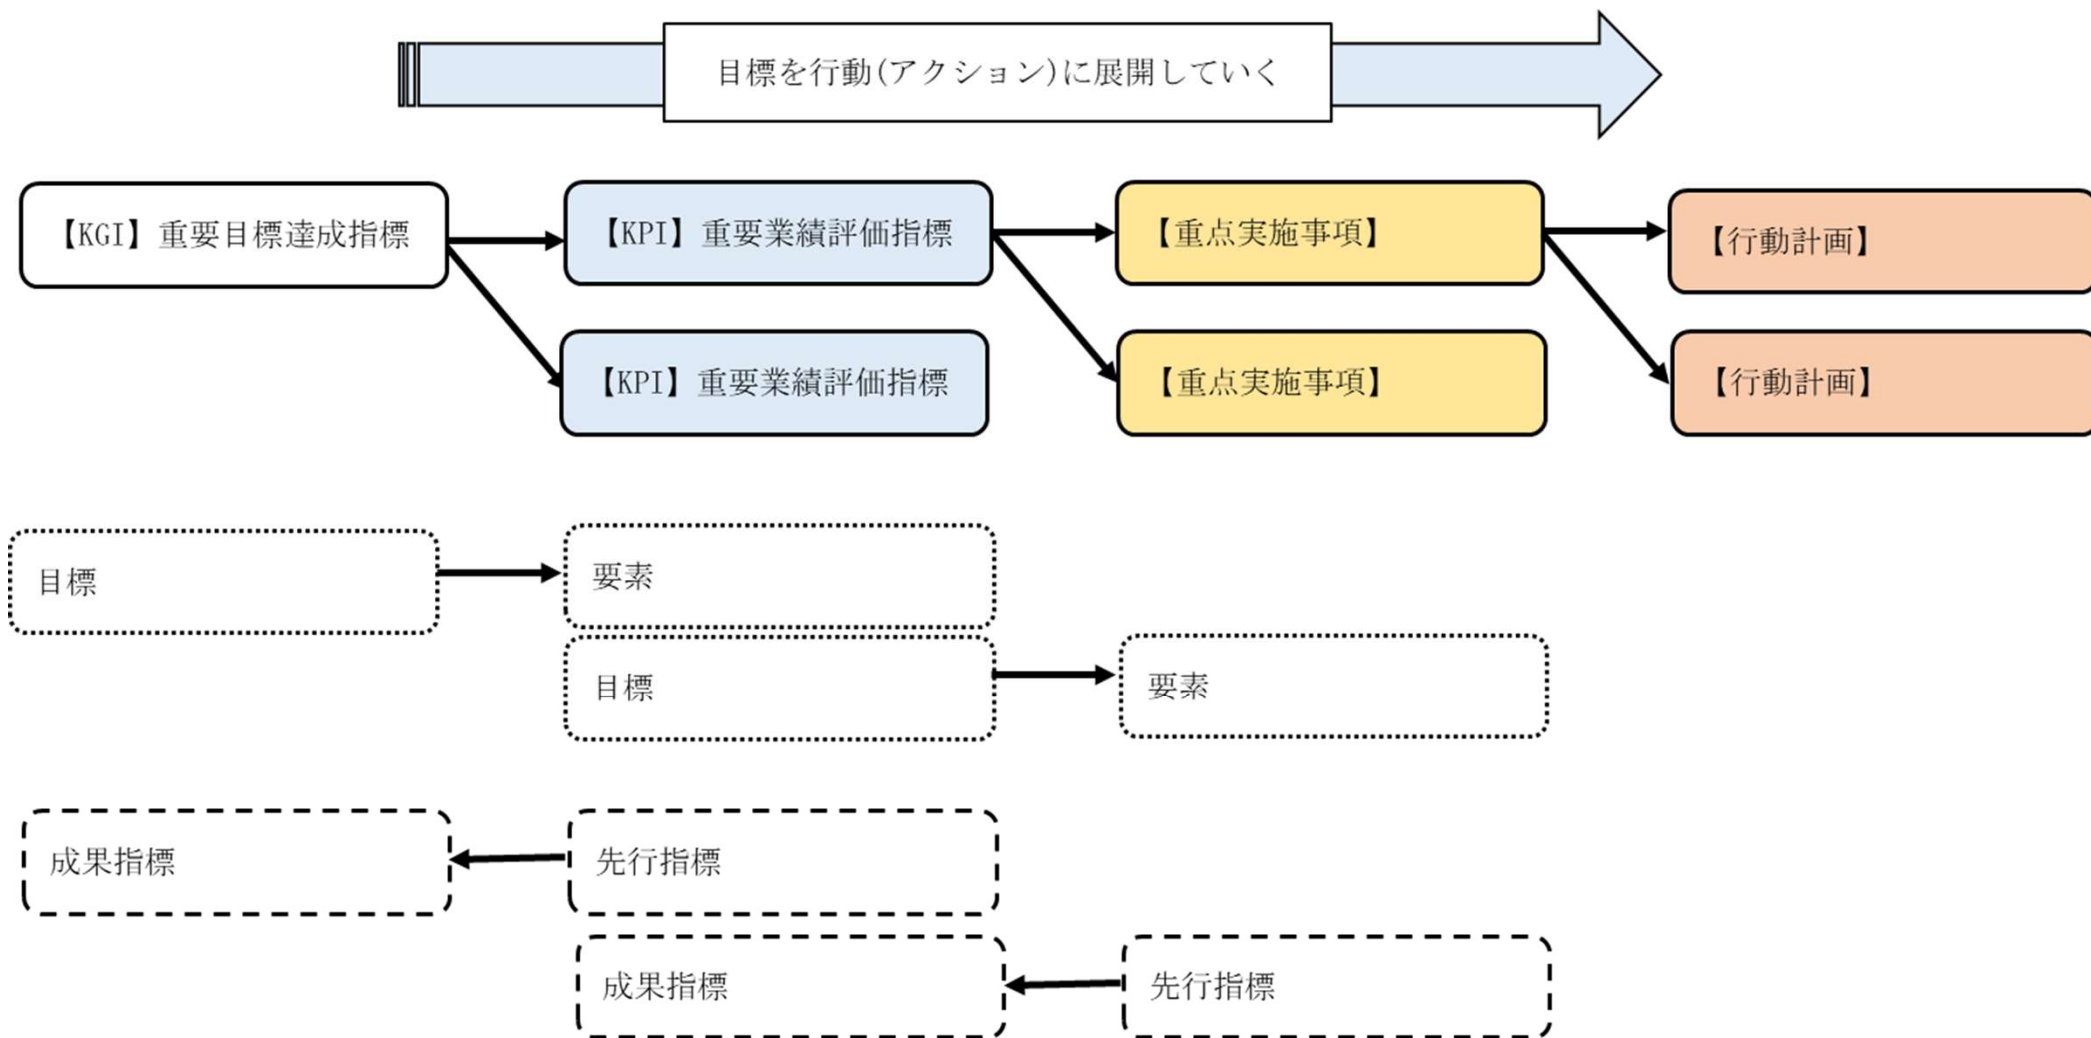 目標を行動(アクション)に展開していく
【KGI】重要目標達成指標
【KPI】重要業績評価指標
【重点実施事項】
【行動計画】
【KPI】重要業績評価指標
【重点実施事項】
【行動計画】
目標
要素
目標
要素
成果指標
先行指標
成果指標
先行指標